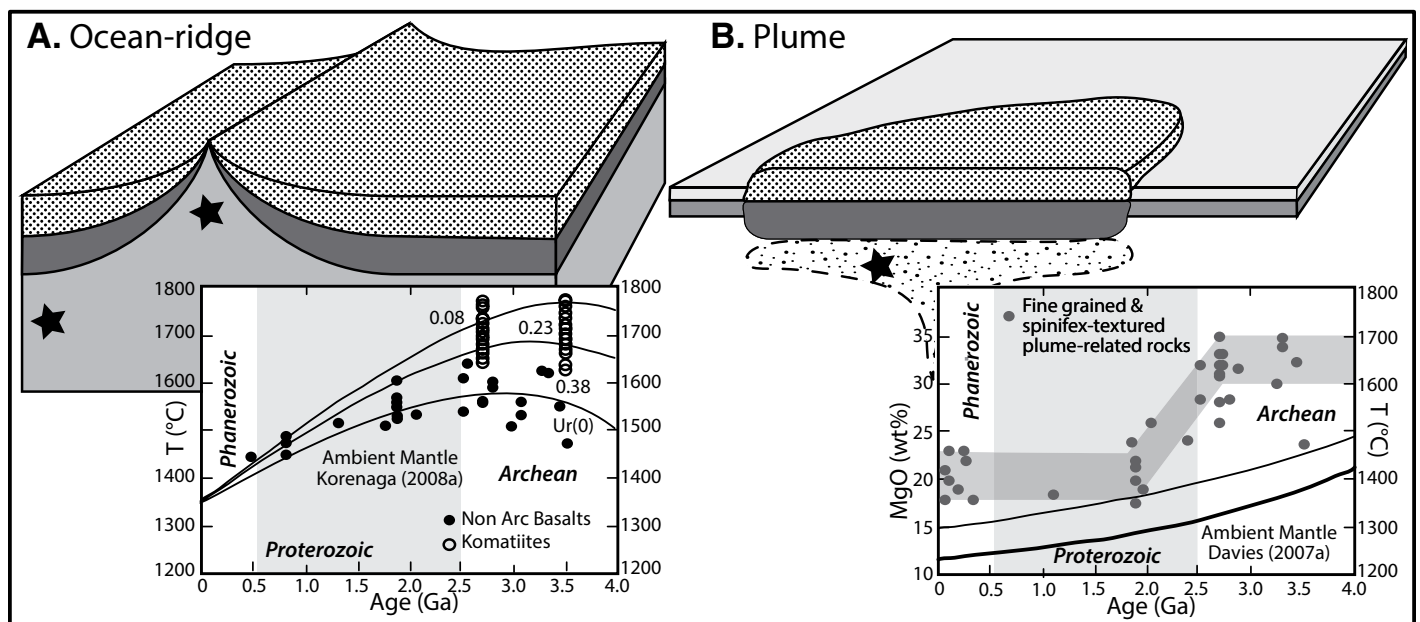 A. Ocean-ridge
B. Plume
1800
1700
1600
1500
1400
1300
1200
T (°C)
Phanerozoic
0.08
0.23
0.38
Ur(0)
Ambient Mantle
Korenaga (2008a)
Archean
Non Arc Basalts
Komatiites
Proterozoic
1800
1700
1600
1500
1400
1300
1200
0
0.5
1.0
1.5
2.0
2.5
3.0
3.5
4.0
Age (Ga)
35
30
25
20
15
10
MgO (wt%)
Phanerozoic
Fine grained &
spinifex-textured
plume-related rocks
Archean
Ambient Mantle
Davies (2007a)
Proterozoic
1800
1700
1600
1500
1400
1300
1200
T (°C)
0
0.5
1.0
1.5
2.0
2.5
3.0
3.5
4.0
Age (Ga)